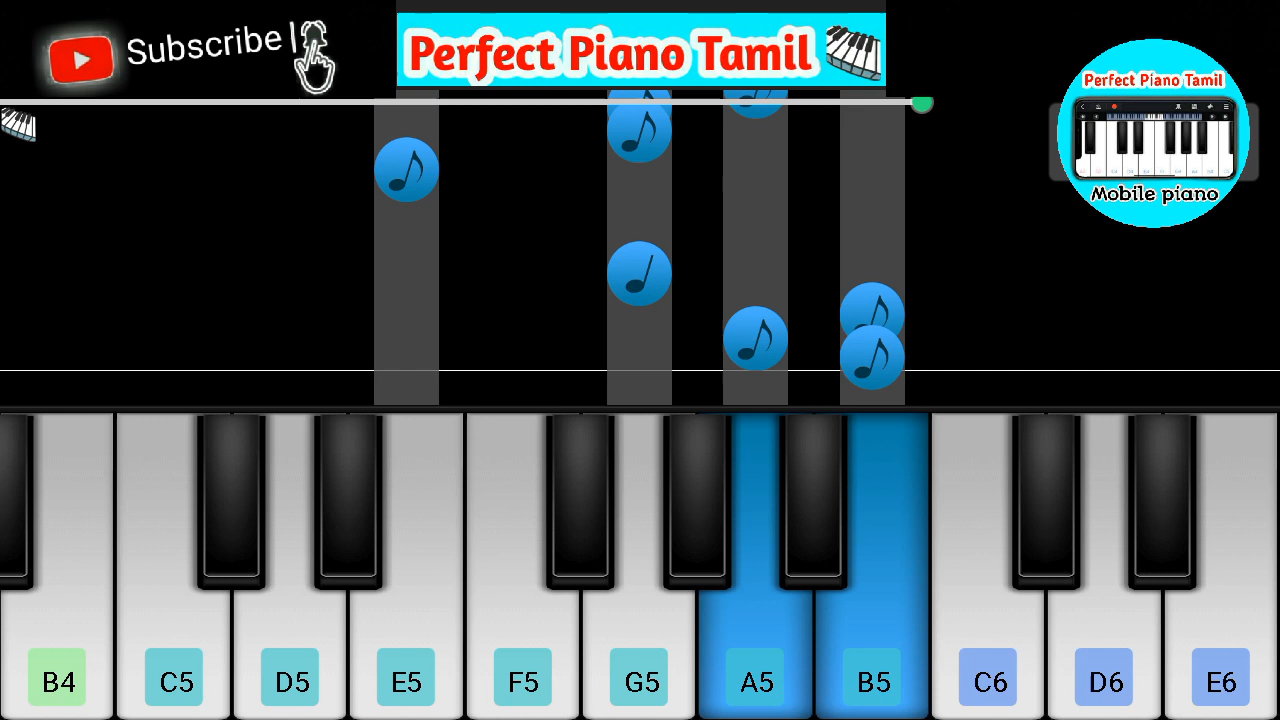 Subscribe
Perfect Piano Tamil
Perfect Piano Tamil
Mobile piano
B4 C5 D5 E5 F5 G5 A5 B5 C6 D6 E6